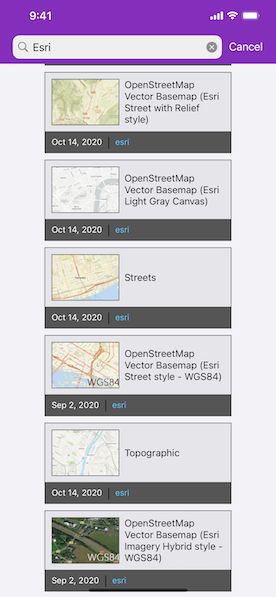 9:41
Esri
Cancel
OpenStreetMap
Vector Basemap (Esri
Street with Relief
style)
Oct 14, 2020 | esri
OpenStreetMap
Vector Basemap (Esri
Light Gray Canvas)
Oct 14, 2020 | esri
Streets
Oct 14, 2020 | esri
WGS84
OpenStreetMap
Vector Basemap (Esri
Street style - WGS84)
Sep 2, 2020 | esri
Topographic
Oct 14, 2020 | esri
WGS84
OpenStreetMap
Vector Basemap (Esri
Imagery Hybrid style -
WGS84)
Sep 2, 2020 | esri